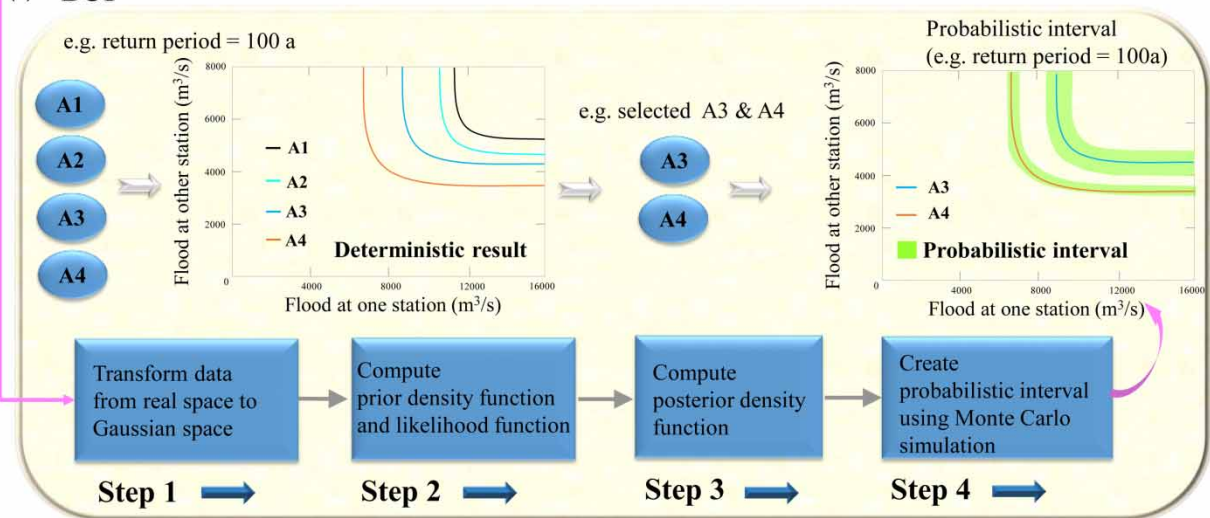 e.g. return period = 100 a
A1
A2
A3
A4
Flood at other station (m³/s)
8000
6000
4000
2000
0
4000
8000
12000
16000
A1
A2
A3
A4
Deterministic result
Flood at one station (m³/s)
e.g. selected A3 & A4
A3
A4
Probabilistic interval
(e.g. return period = 100a)
Flood at other station (m³/s)
8000
6000
4000
2000
0
4000
8000
12000
16000
A3
A4
Probabilistic interval
Flood at one station (m³/s)
Transform data
from real space to
Gaussian space
Compute
prior density function
and likelihood function
Compute
posterior density
function
Create
probabilistic interval
using Monte Carlo
simulation
Step 1
Step 2
Step 3
Step 4